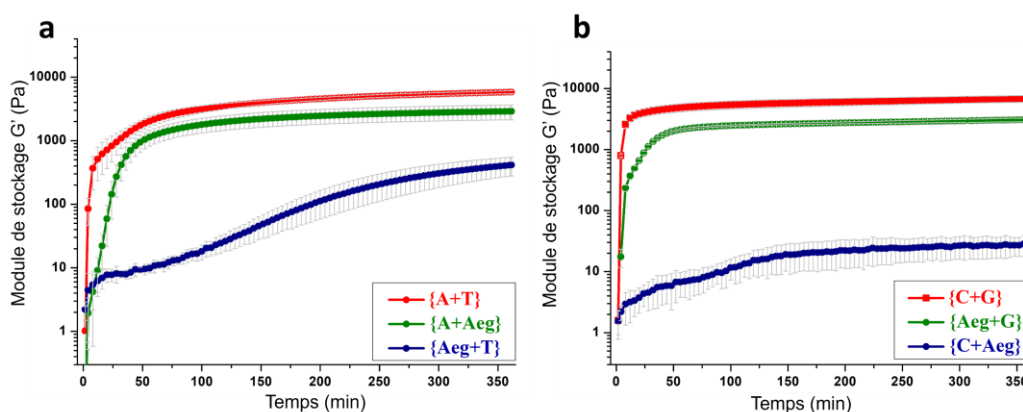 a
Module de stockage G' (Pa)
10000
1000
100
10
1
0 50 100 150 200 250 300 350
Temps (min)
{A+T}
{A+Aeg}
{Aeg+T}
b
Module de stockage G' (Pa)
10000
1000
100
10
1
0 50 100 150 200 250 300 350
Temps (min)
{C+G}
{Aeg+G}
{C+Aeg}